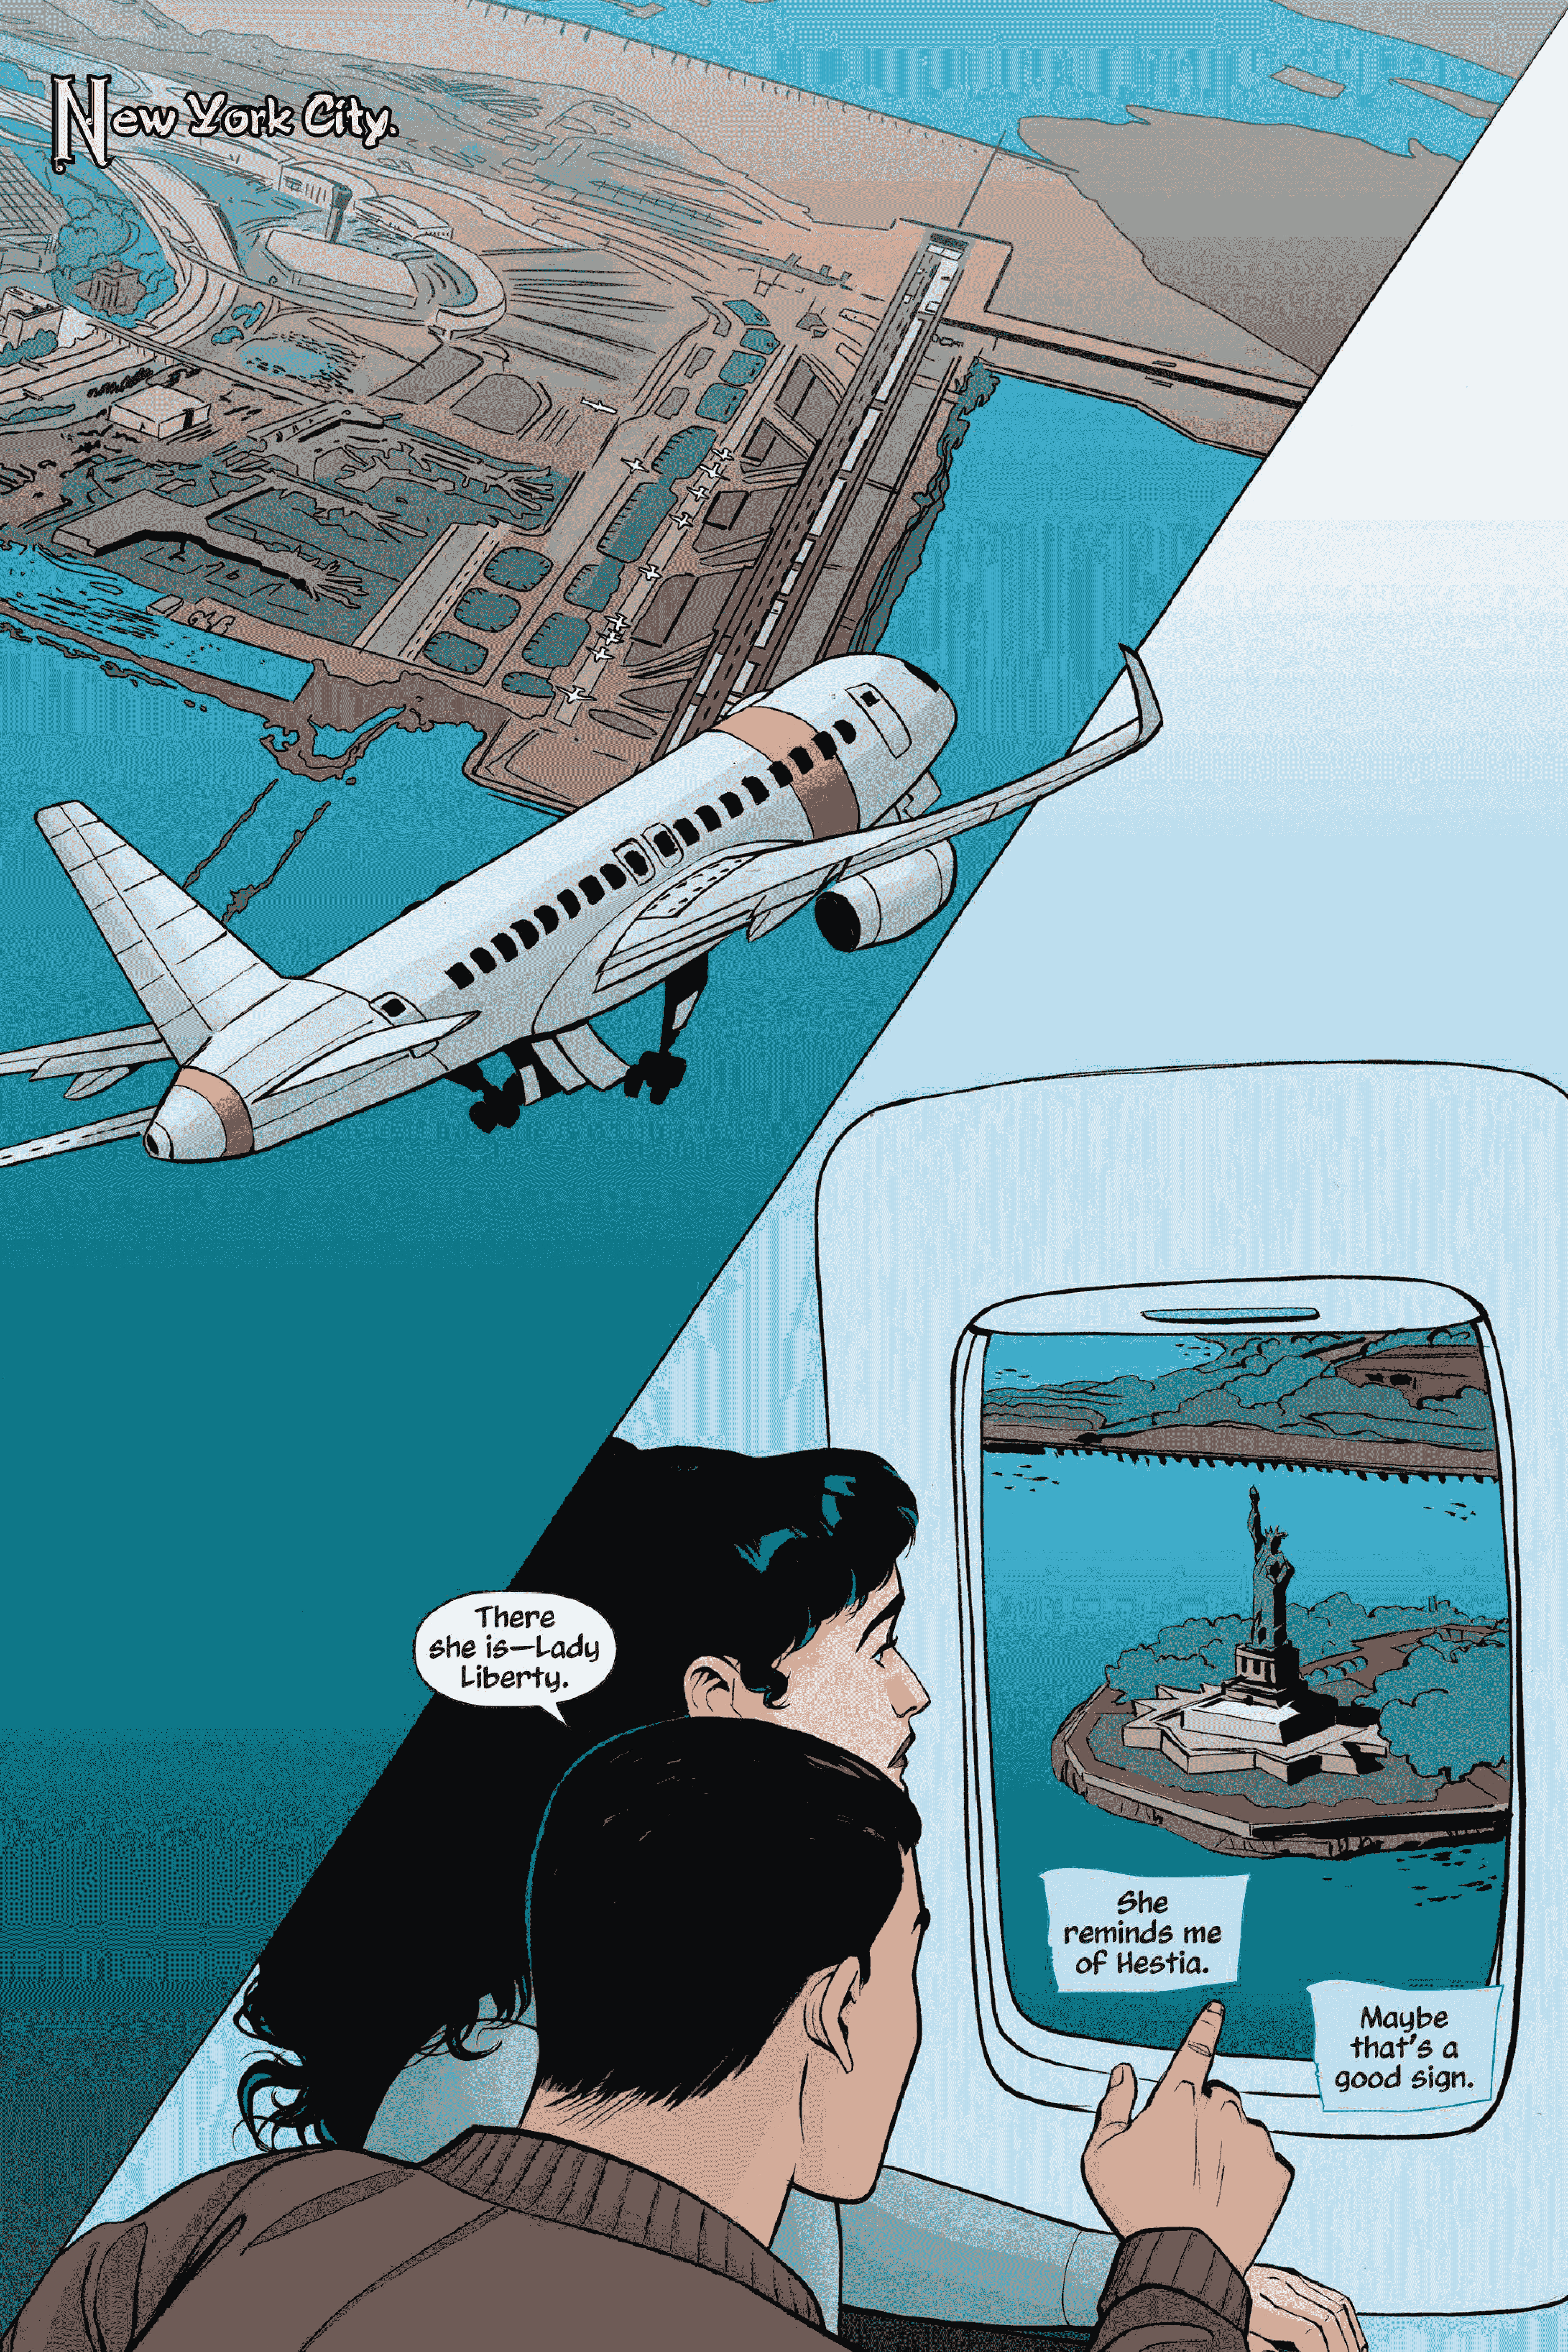 New York City.
There
she is—Lady
Liberty.
She
reminds me
of Hestia.
Maybe
that's a
good sign.